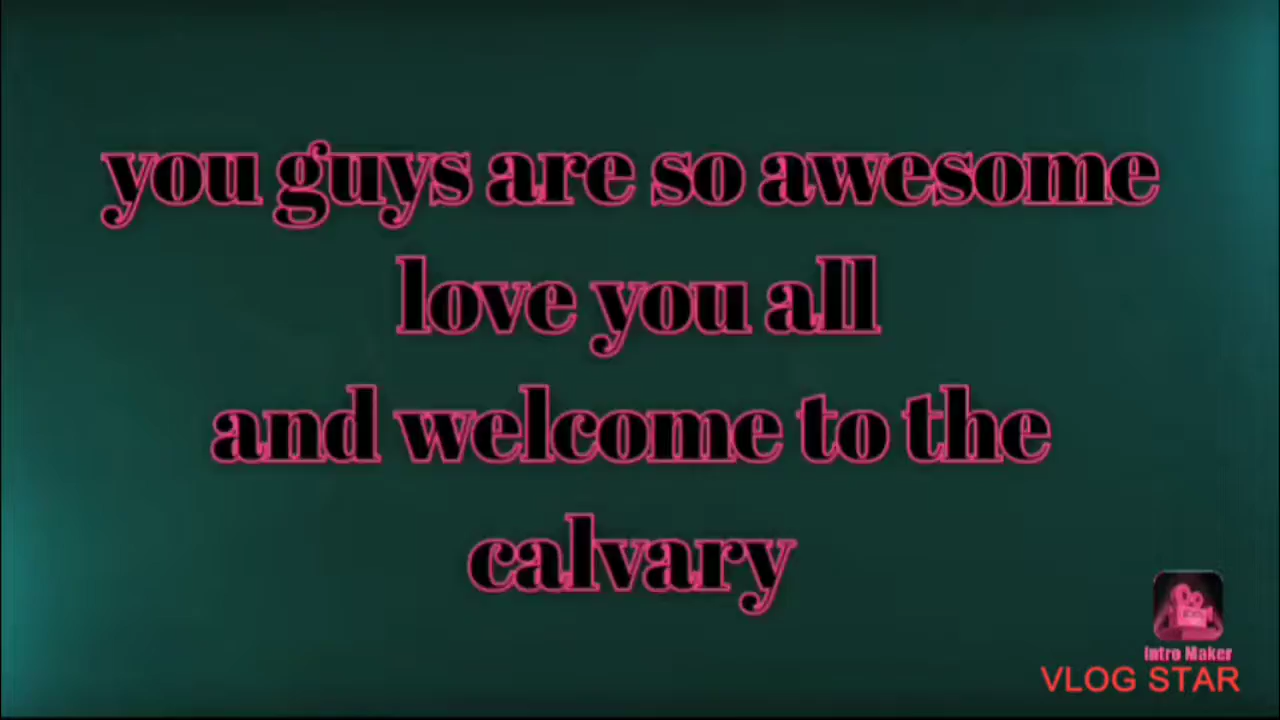 you guys are so awesome
love you all
and welcome to the
calvary
Intro Maker
VLOG STAR